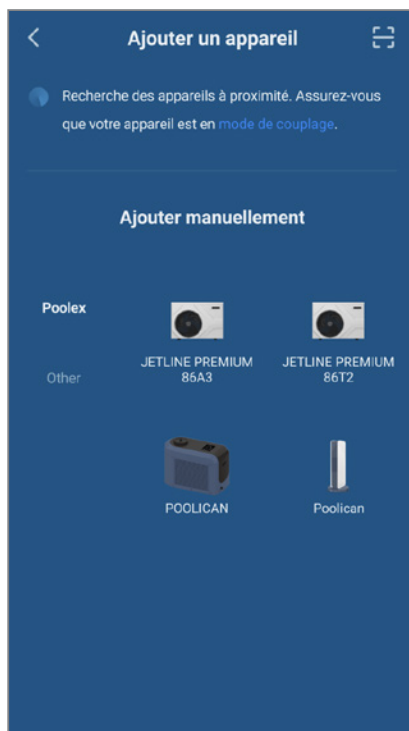 Ajouter un appareil
Recherche des appareils à proximité. Assurez-vous
que votre appareil est en mode de couplage.
Ajouter manuellement
Poolex
Other
JETLINE PREMIUM
86A3
JETLINE PREMIUM
86T2
POOLICAN
Poolican